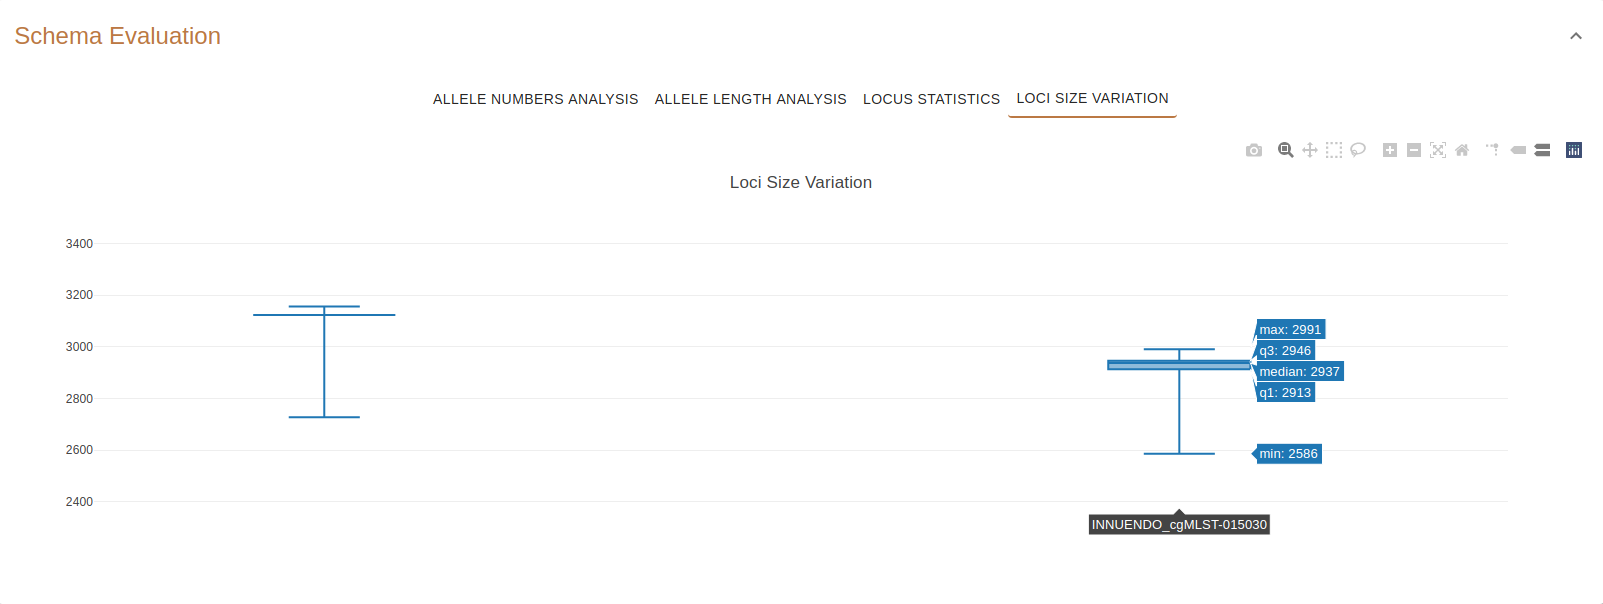 Schema Evaluation
ALLELE NUMBERS ANALYSIS ALLELE LENGTH ANALYSIS LOCUS STATISTICS LOCI SIZE VARIATION
Loci Size Variation
3400
3200
3000
2800
2600
2400
max: 2991
q3: 2946
median: 2937
q1: 2913
min: 2586
INNUENDO_cgMLST-015030